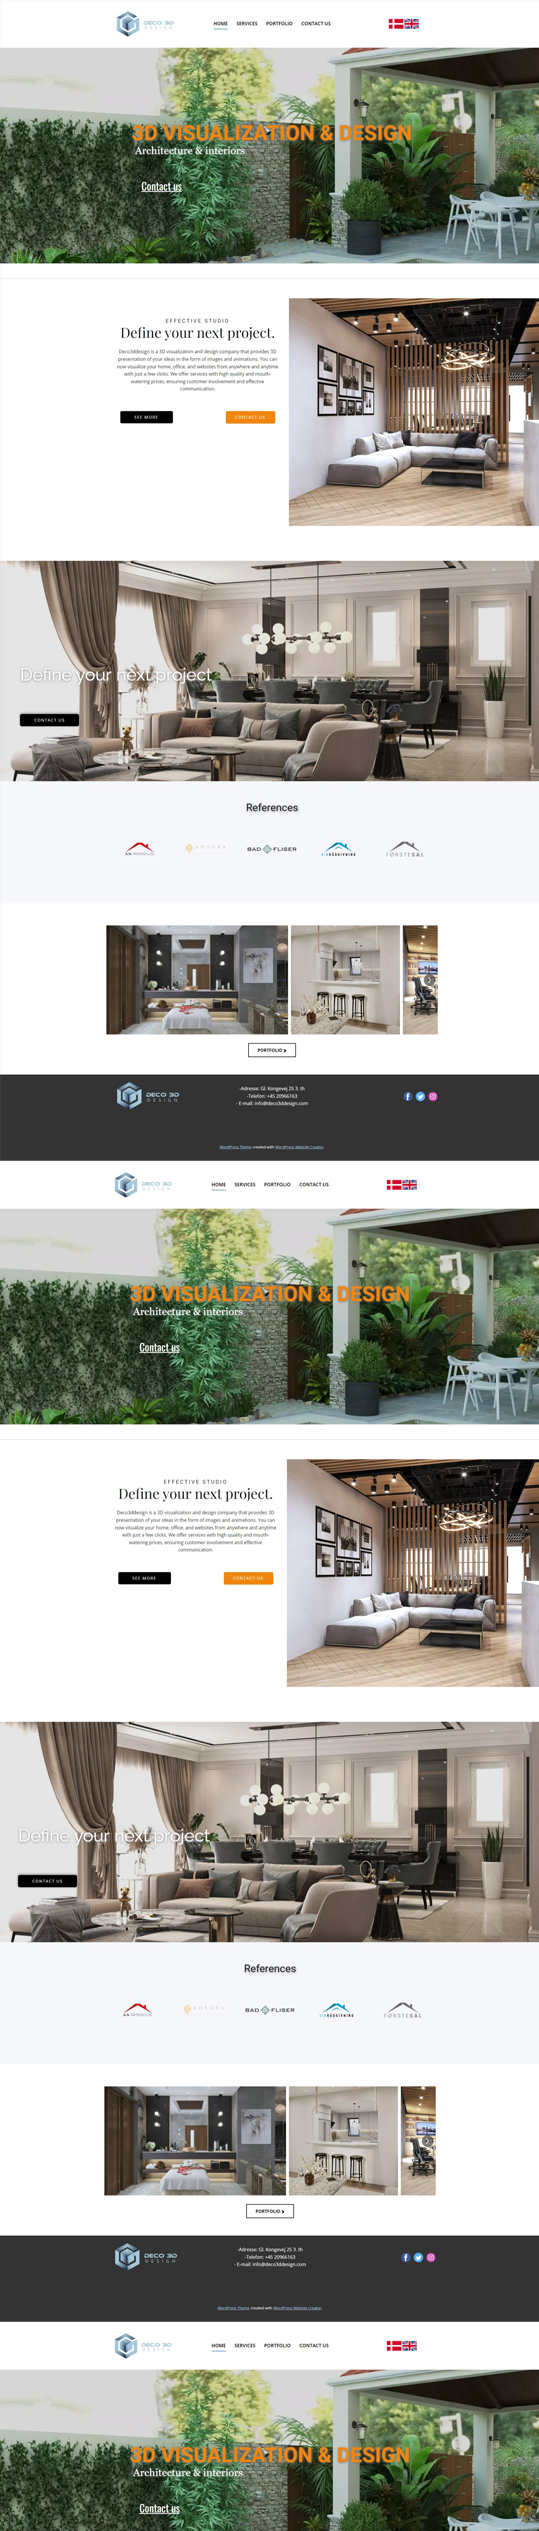 DECO 3D
DESIGN
HOME SERVICES PORTFOLIO CONTACT US
3D VISUALIZATION & DESIGN
Architecture & interiors
Contact us
EFFECTIVE STUDIO
Define your next project.
Deco3ddesign is a 3D visualization and design company that provides 3D
presentation of your ideas in the form of images and animations. You can
now visualize your home, office, and websites from anywhere and anytime
with just a few clicks. We offer services with high quality and mouth-
watering prices, ensuring customer involvement and effective
communication.
SEE MORE CONTACT US
Define your next project
CONTACT US
References
BAD FLISER
FØRSTESAL
PORTFOLIO
DECO 3D
DESIGN
-Adresse: Gl. Kongevej 25 3. th
-Telefon: +45 20966163
- E-mail: info@deco3ddesign.com
WordPress Theme created with WordPress Website Creator.
DECO 3D
DESIGN
HOME SERVICES PORTFOLIO CONTACT US
3D VISUALIZATION & DESIGN
Architecture & interiors
Contact us
EFFECTIVE STUDIO
Define your next project.
Deco3ddesign is a 3D visualization and design company that provides 3D
presentation of your ideas in the form of images and animations. You can
now visualize your home, office, and websites from anywhere and anytime
with just a few clicks. We offer services with high quality and mouth-
watering prices, ensuring customer involvement and effective
communication.
SEE MORE CONTACT US
Define your next project
CONTACT US
References
BAD FLISER
FØRSTESAL
PORTFOLIO
DECO 3D
DESIGN
-Adresse: Gl. Kongevej 25 3. th
-Telefon: +45 20966163
- E-mail: info@deco3ddesign.com
WordPress Theme created with WordPress Website Creator.
DECO 3D
DESIGN
HOME SERVICES PORTFOLIO CONTACT US
3D VISUALIZATION & DESIGN
Architecture & interiors
Contact us